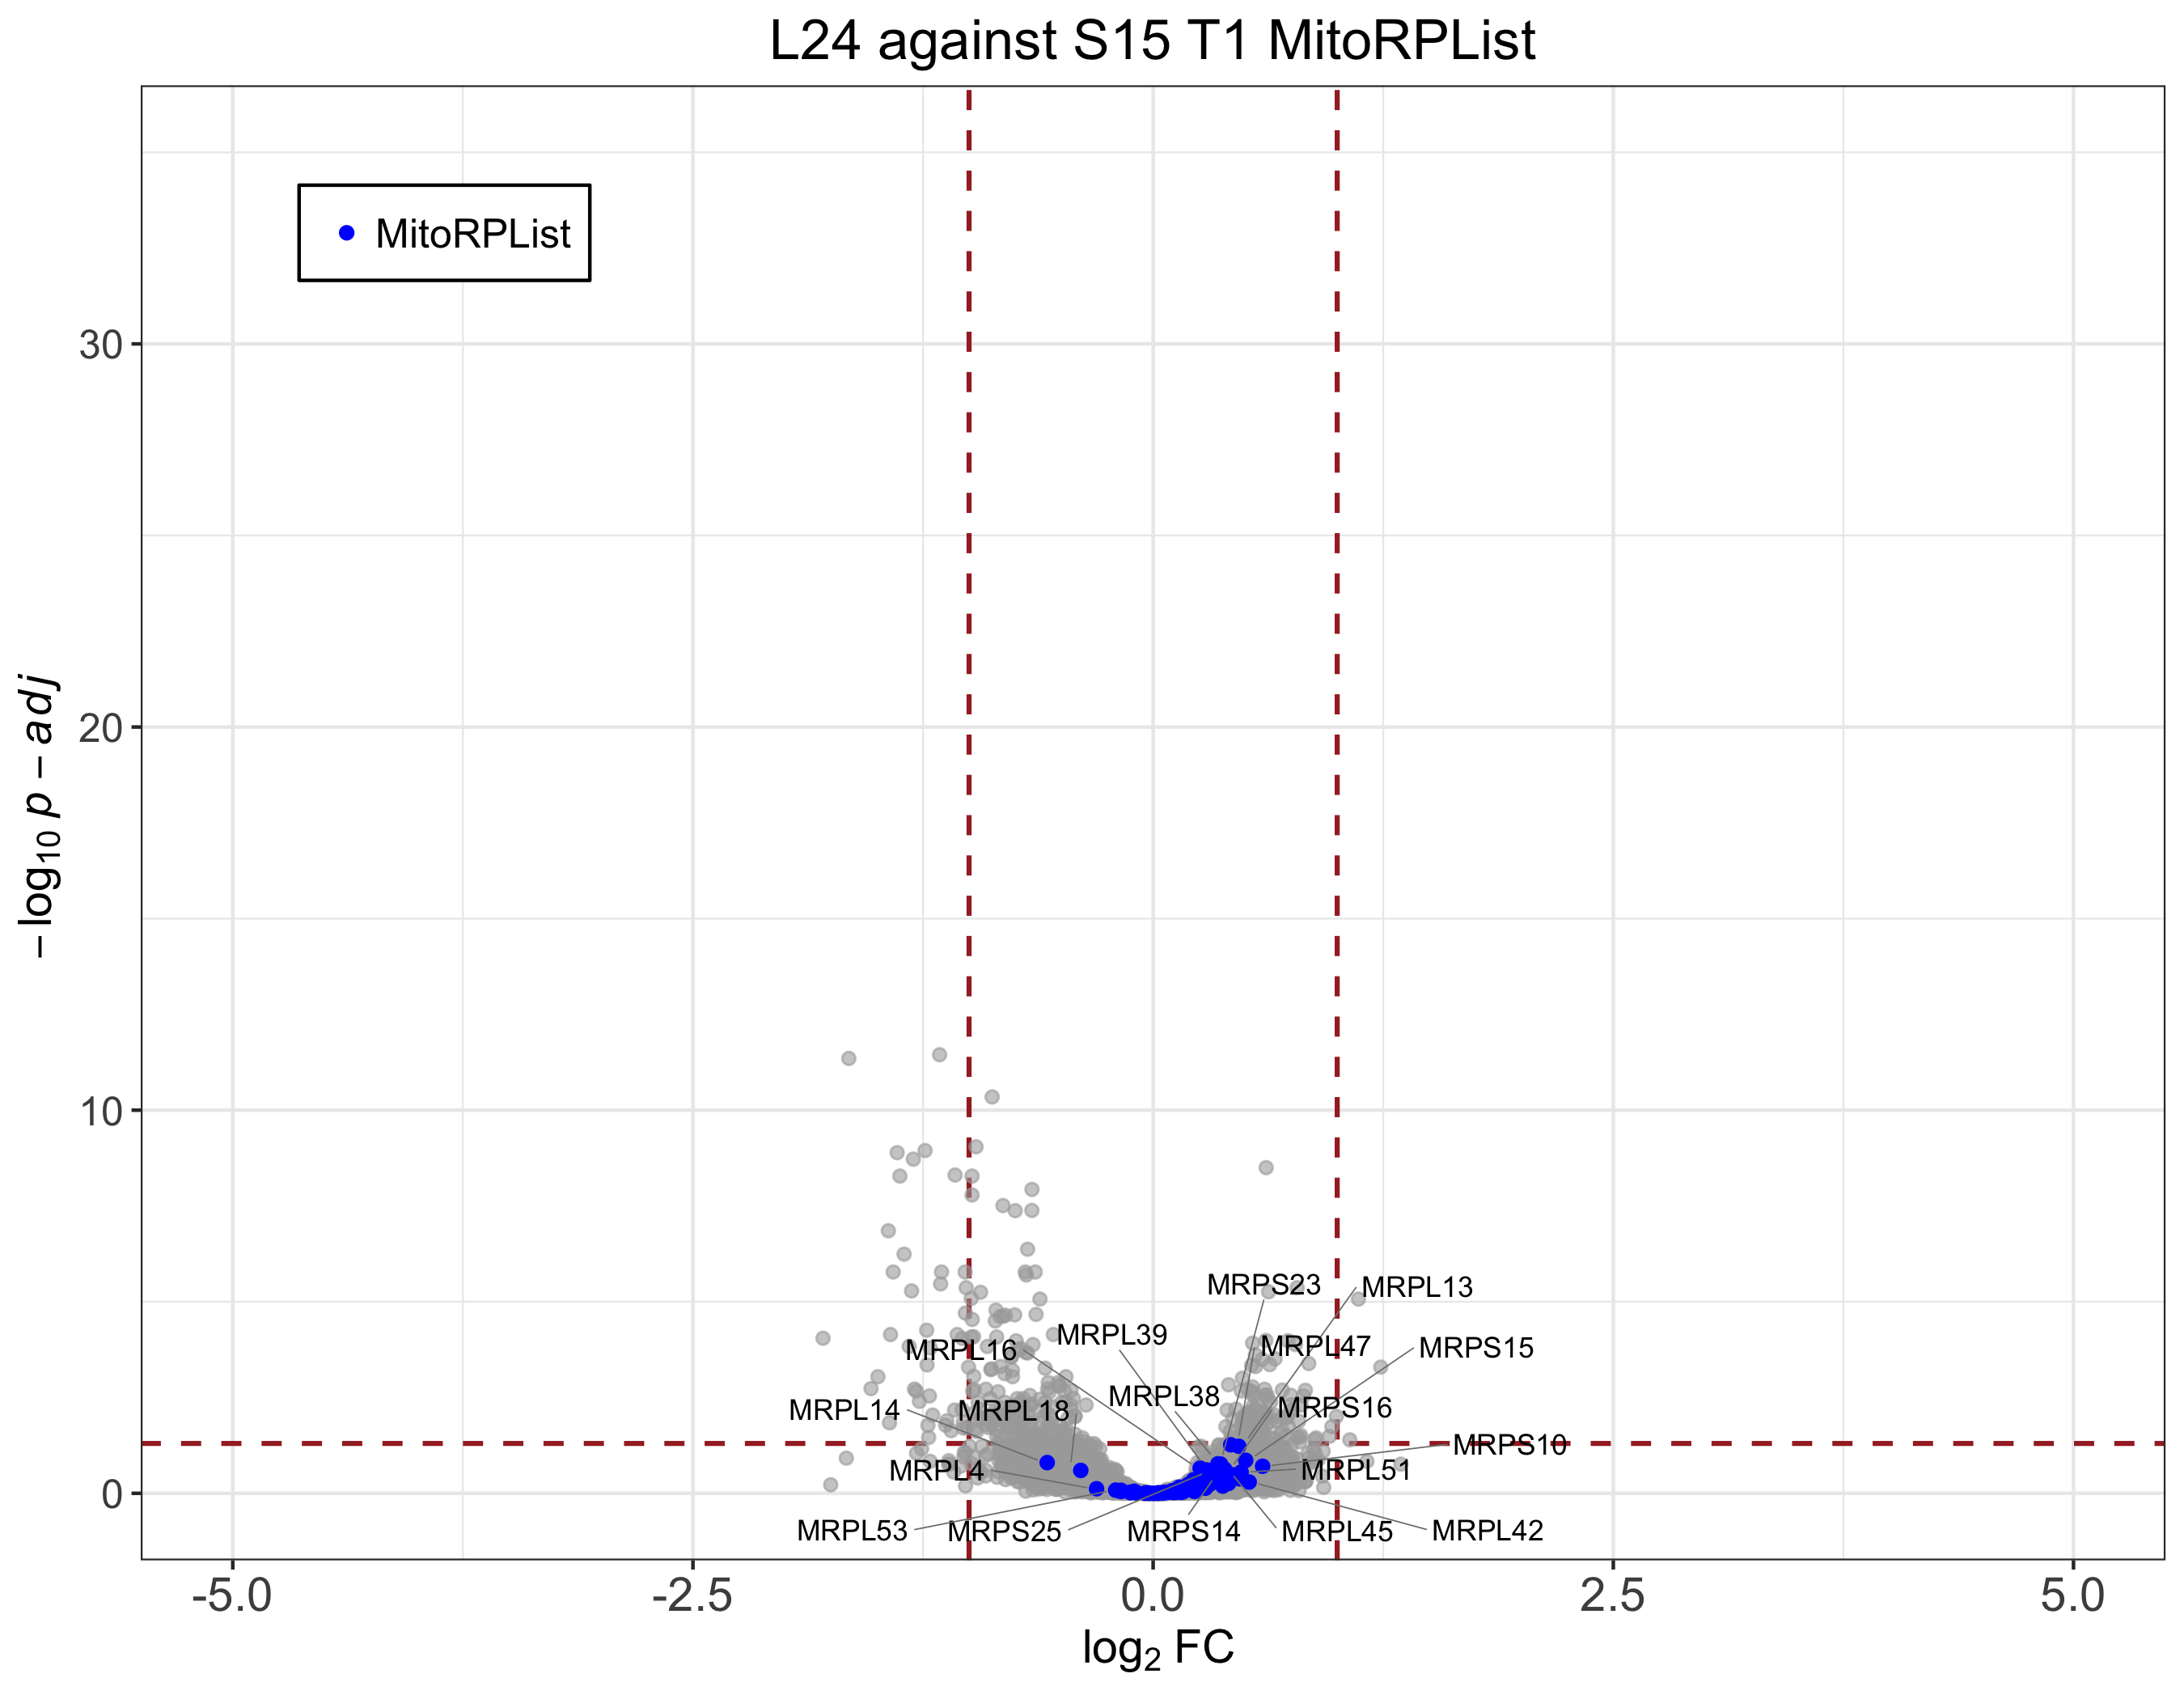 L24 against S15 T1 MitoRPList
MitoRPList
30
20
10
0
−log10 p − adj
MRPS23
MRPL13
MRPL39
MRPL16
MRPL47
MRPS15
MRPL38
MRPL14
MRPL18
MRPS16
MRPS10
MRPL4
MRPL51
MRPL53
MRPS25
MRPS14
MRPL45
MRPL42
-5.0
-2.5
0.0
2.5
5.0
log2 FC